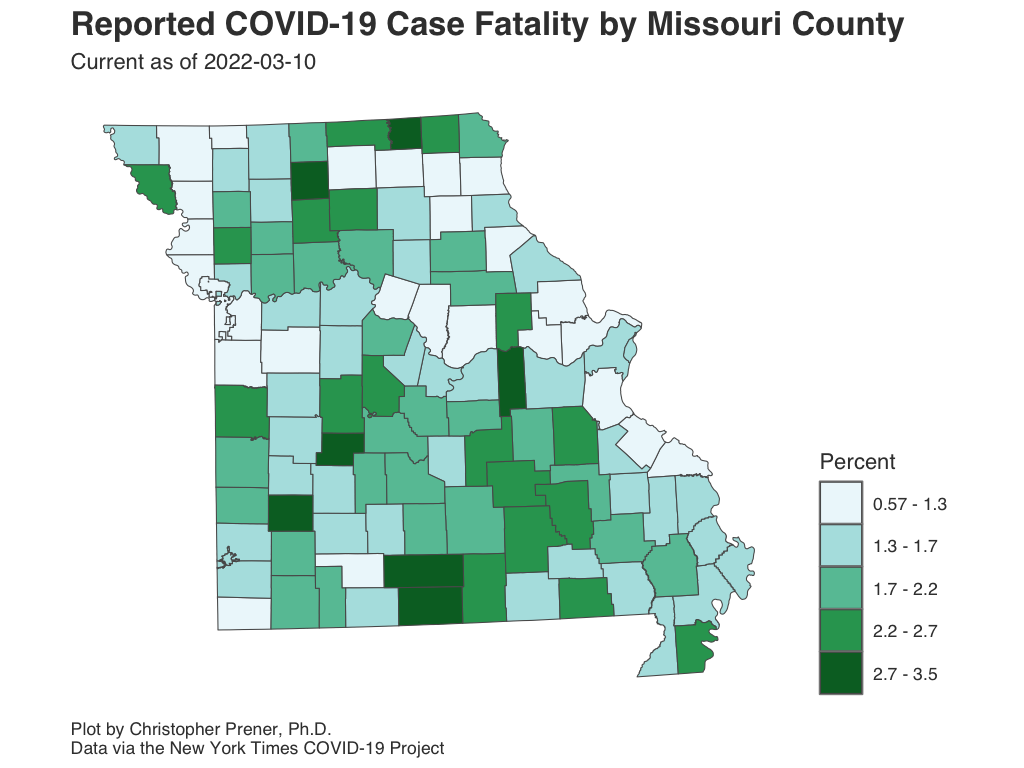 Reported COVID-19 Case Fatality by Missouri County
Current as of 2022-03-10
Percent
0.57 - 1.3
1.3 - 1.7
1.7 - 2.2
2.2 - 2.7
2.7 - 3.5
Plot by Christopher Prener, Ph.D.
Data via the New York Times COVID-19 Project